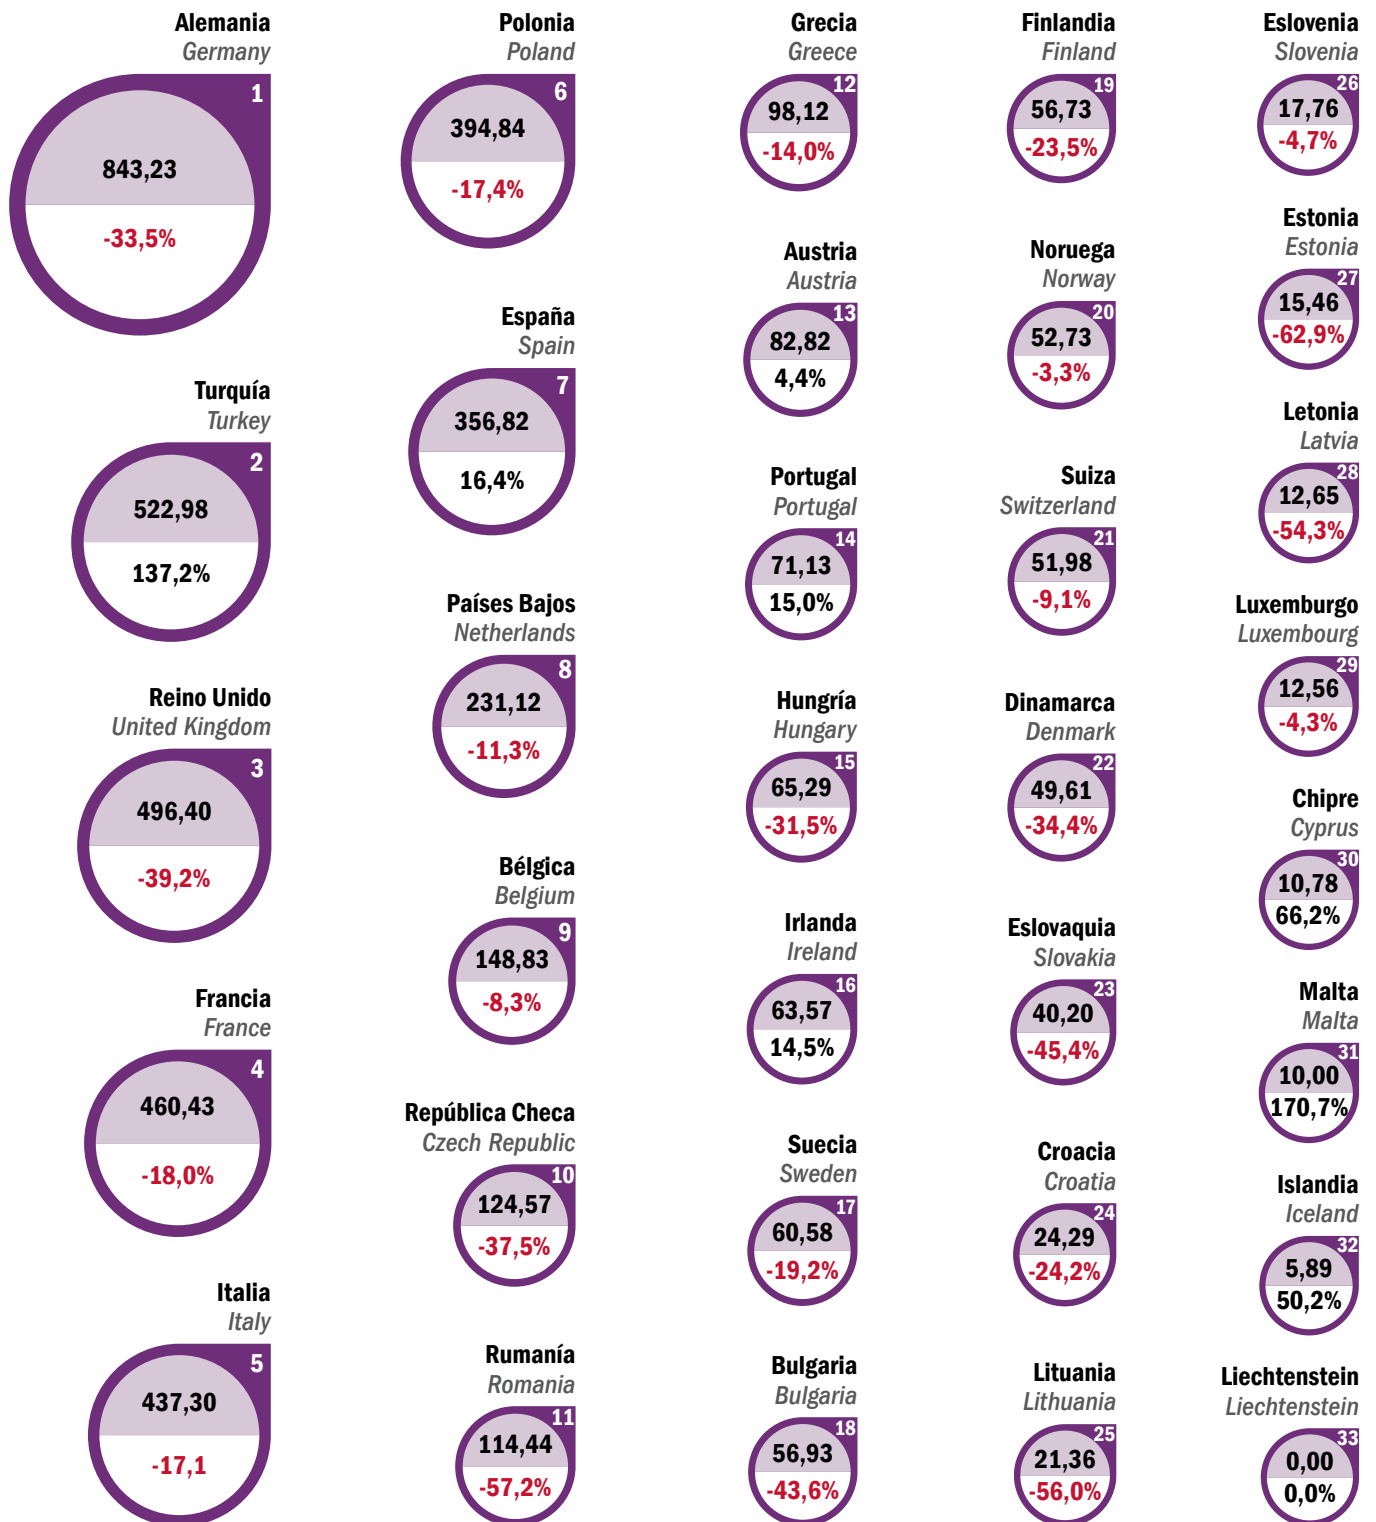 Alemania
Germany
1
843,23
-33,5%
Turquía
Turkey
2
522,98
137,2%
Reino Unido
United Kingdom
3
496,40
-39,2%
Francia
France
4
460,43
-18,0%
Italia
Italy
5
437,30
-17,1
Polonia
Poland
6
394,84
-17,4%
España
Spain
7
356,82
16,4%
Países Bajos
Netherlands
8
231,12
-11,3%
Bélgica
Belgium
9
148,83
-8,3%
República Checa
Czech Republic
10
124,57
-37,5%
Rumanía
Romania
11
114,44
-57,2%
Grecia
Greece
12
98,12
-14,0%
Austria
Austria
13
82,82
4,4%
Portugal
Portugal
14
71,13
15,0%
Hungría
Hungary
15
65,29
-31,5%
Irlanda
Ireland
16
63,57
14,5%
Suecia
Sweden
17
60,58
-19,2%
Bulgaria
Bulgaria
18
56,93
-43,6%
Finlandia
Finland
19
56,73
-23,5%
Noruega
Norway
20
52,73
-3,3%
Suiza
Switzerland
21
51,98
-9,1%
Dinamarca
Denmark
22
49,61
-34,4%
Eslovaquia
Slovakia
23
40,20
-45,4%
Croacia
Croatia
24
24,29
-24,2%
Lituania
Lithuania
25
21,36
-56,0%
Eslovenia
Slovenia
26
17,76
-4,7%
Estonia
Estonia
27
15,46
-62,9%
Letonia
Latvia
28
12,65
-54,3%
Luxemburgo
Luxembourg
29
12,56
-4,3%
Chipre
Cyprus
30
10,78
66,2%
Malta
Malta
31
10,00
170,7%
Islandia
Iceland
32
5,89
50,2%
Liechtenstein
Liechtenstein
33
0,00
0,0%